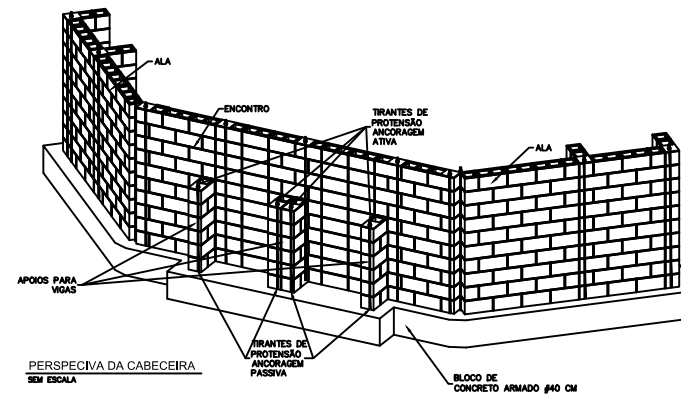 ALA
ENCONTRO
TIRANTES DE
PROTENSÃO
ANCORAGEM
ATIVA
ALA
APOIOS PARA
VIGAS
TIRANTES DE
PROTENSÃO
ANCORAGEM
PASSIVA
PERSPECIVA DA CABECEIRA
SEM ESCALA
BLOCO DE
CONCRETO ARMADO #40 CM